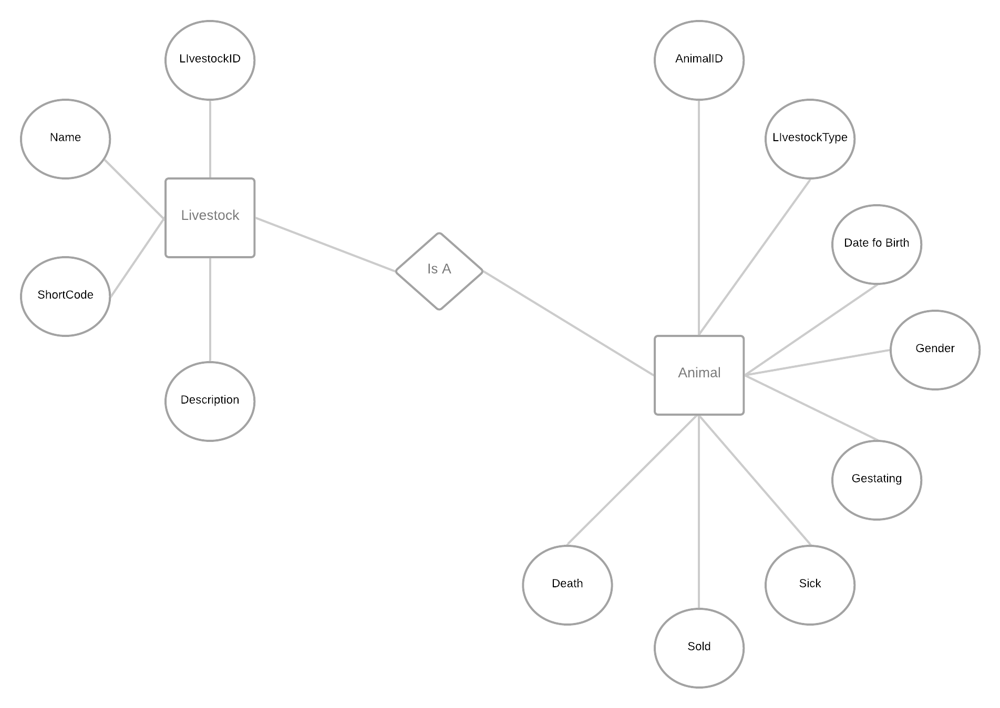 LIvestockID
AnimalID
Name
LIvestockType
Livestock
Date fo Birth
Is A
ShortCode
Gender
Animal
Description
Gestating
Death
Sick
Sold